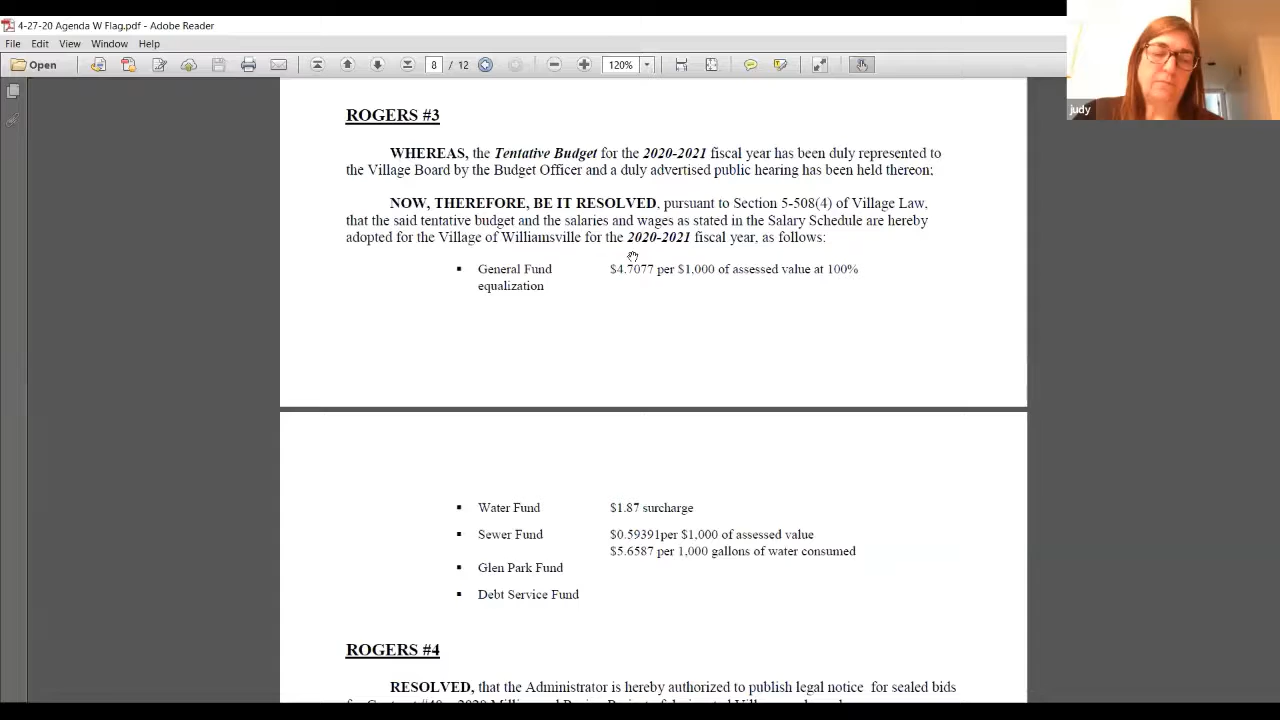 4-27-20 Agenda W Flag.pdf - Adobe Reader
File Edit View Window Help
Open 8 / 12 120%
judy
ROGERS #3
WHEREAS, the Tentative Budget for the 2020-2021 fiscal year has been duly represented to
the Village Board by the Budget Officer and a duly advertised public hearing has been held thereon;
NOW, THEREFORE, BE IT RESOLVED, pursuant to Section 5-508(4) of Village Law,
that the said tentative budget and the salaries and wages as stated in the Salary Schedule are hereby
adopted for the Village of Williamsville for the 2020-2021 fiscal year, as follows:
▪ General Fund $4.7077 per $1,000 of assessed value at 100%
equalization
▪ Water Fund $1.87 surcharge
▪ Sewer Fund $0.59391per $1,000 of assessed value
$5.6587 per 1,000 gallons of water consumed
▪ Glen Park Fund
▪ Debt Service Fund
ROGERS #4
RESOLVED, that the Administrator is hereby authorized to publish legal notice for sealed bids